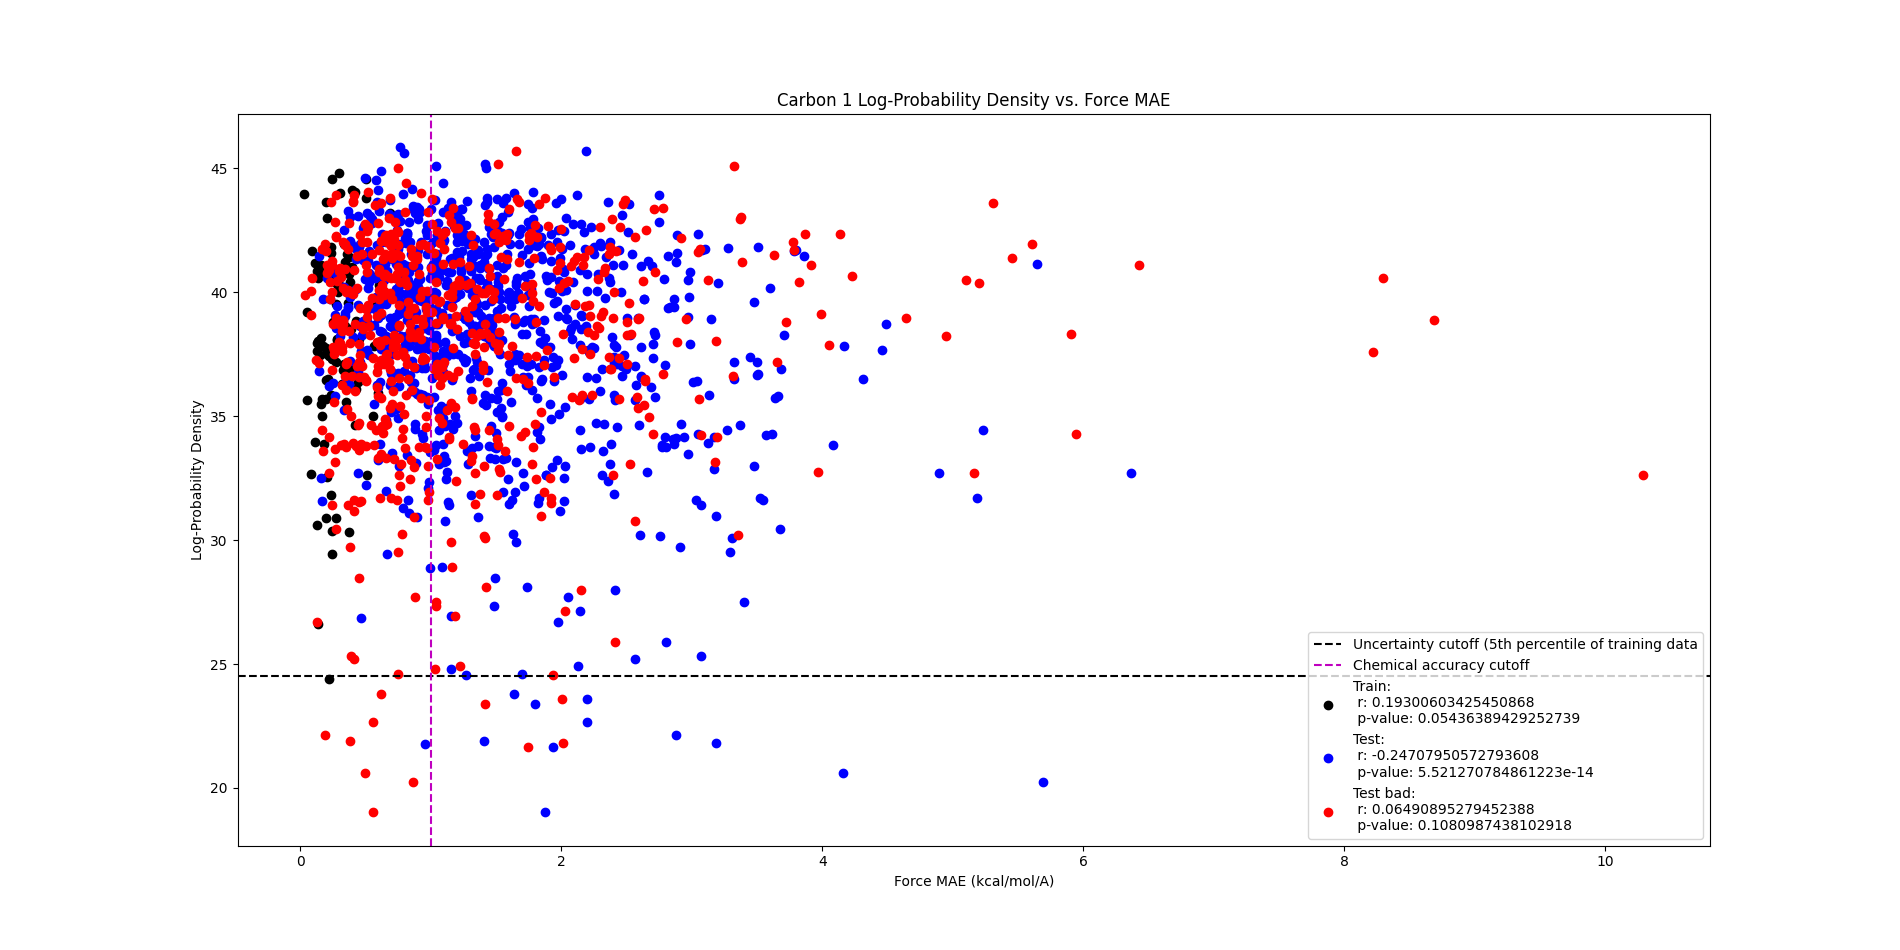 Carbon 1 Log-Probability Density vs. Force MAE
Log-Probability Density
45
40
35
30
25
20
0 2 4 6 8 10
Force MAE (kcal/mol/A)
Uncertainty cutoff (5th percentile of training data
Chemical accuracy cutoff
Train:
r: 0.19300603425450868
p-value: 0.05436389429252739
Test:
r: -0.24707950572793608
p-value: 5.521270784861223e-14
Test bad:
r: 0.06490895279452388
p-value: 0.1080987438102918